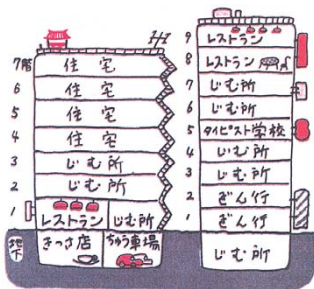 7階 住宅
6 住宅
5 住宅
4 住宅
3 じむ所
2 じむ所
1 レストラン じむ所
地下 きっさ店 ちゅう車場
9 レストラン
8 レストラン
7 じむ所
6 じむ所
5 タイピスト学校
4 じむ所
3 じむ所
2 ぎん行
1 ぎん行
じむ所